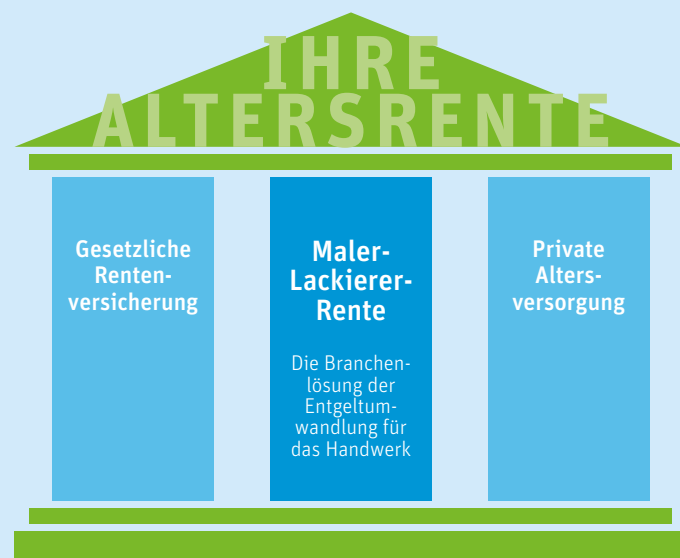 IHRE
ALTERSRENTE
Gesetzliche
Renten-
versicherung
Maler-
Lackierer-
Rente
Die Branchen-
lösung der
Entgeltum-
wandlung für
das Handwerk
Private
Alters-
versorgung